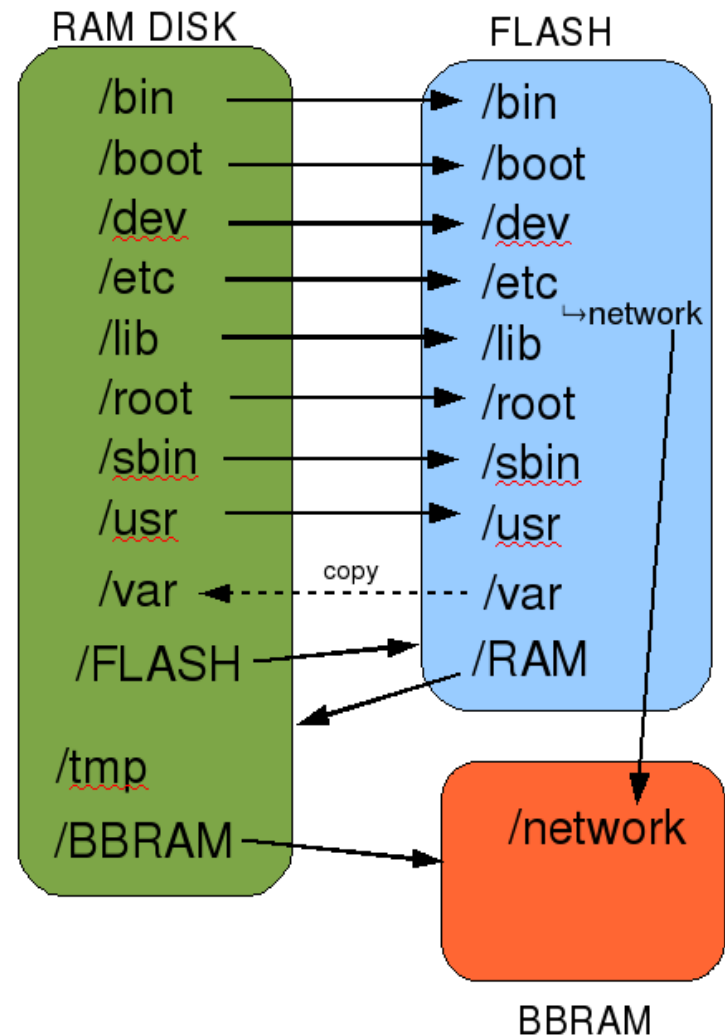 RAM DISK
/bin
/boot
/dev
/etc
/lib
/root
/sbin
/usr
/var
/FLASH
/tmp
/BBRAM
copy
FLASH
/bin
/boot
/dev
/etc
↳network
/lib
/root
/sbin
/usr
/var
/RAM
/network
BBRAM